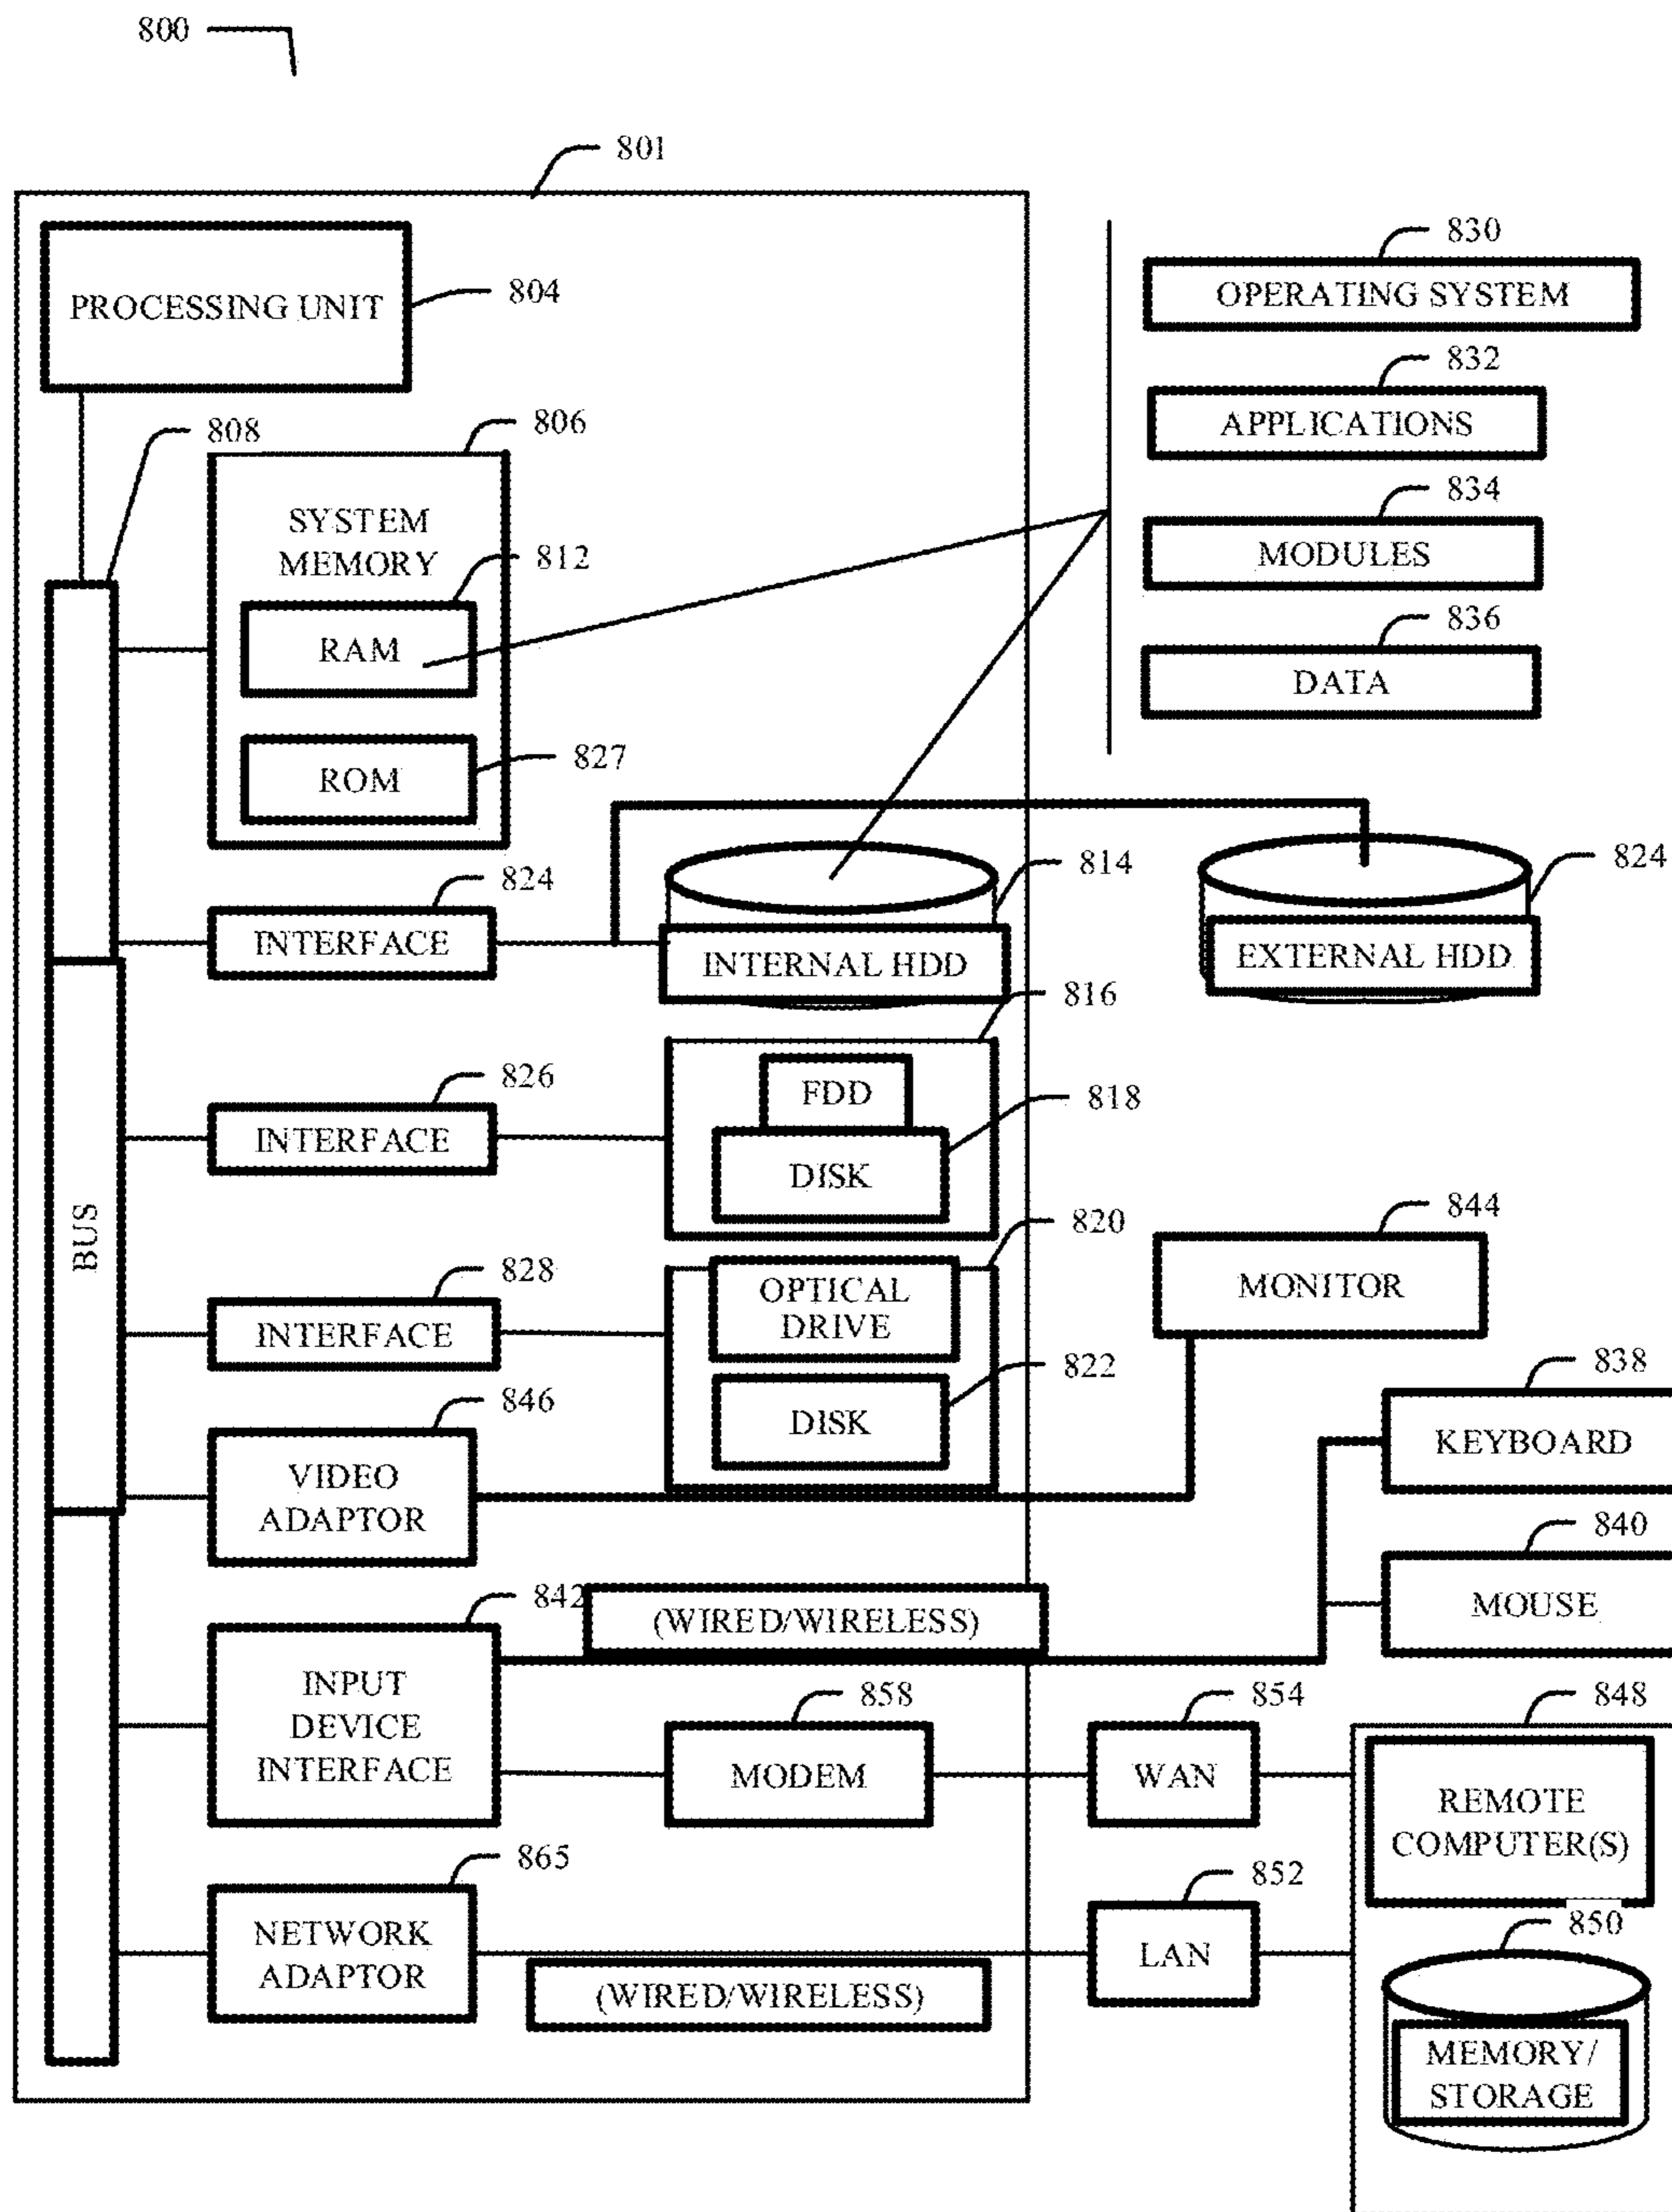 800
801
PROCESSING UNIT
804
830
OPERATING SYSTEM
832
APPLICATIONS
834
MODULES
836
DATA
808
806
SYSTEM
MEMORY
812
RAM
827
ROM
824
INTERFACE
814
INTERNAL HDD
824
EXTERNAL HDD
816
826
INTERFACE
FDD
818
DISK
BUS
820
828
INTERFACE
OPTICAL
DRIVE
822
DISK
844
MONITOR
838
KEYBOARD
846
VIDEO
ADAPTOR
840
MOUSE
842
(WIRED/WIRELESS)
INPUT
DEVICE
INTERFACE
858
MODEM
854
WAN
848
REMOTE
COMPUTER(S)
865
NETWORK
ADAPTOR
(WIRED/WIRELESS)
852
LAN
850
MEMORY/
STORAGE